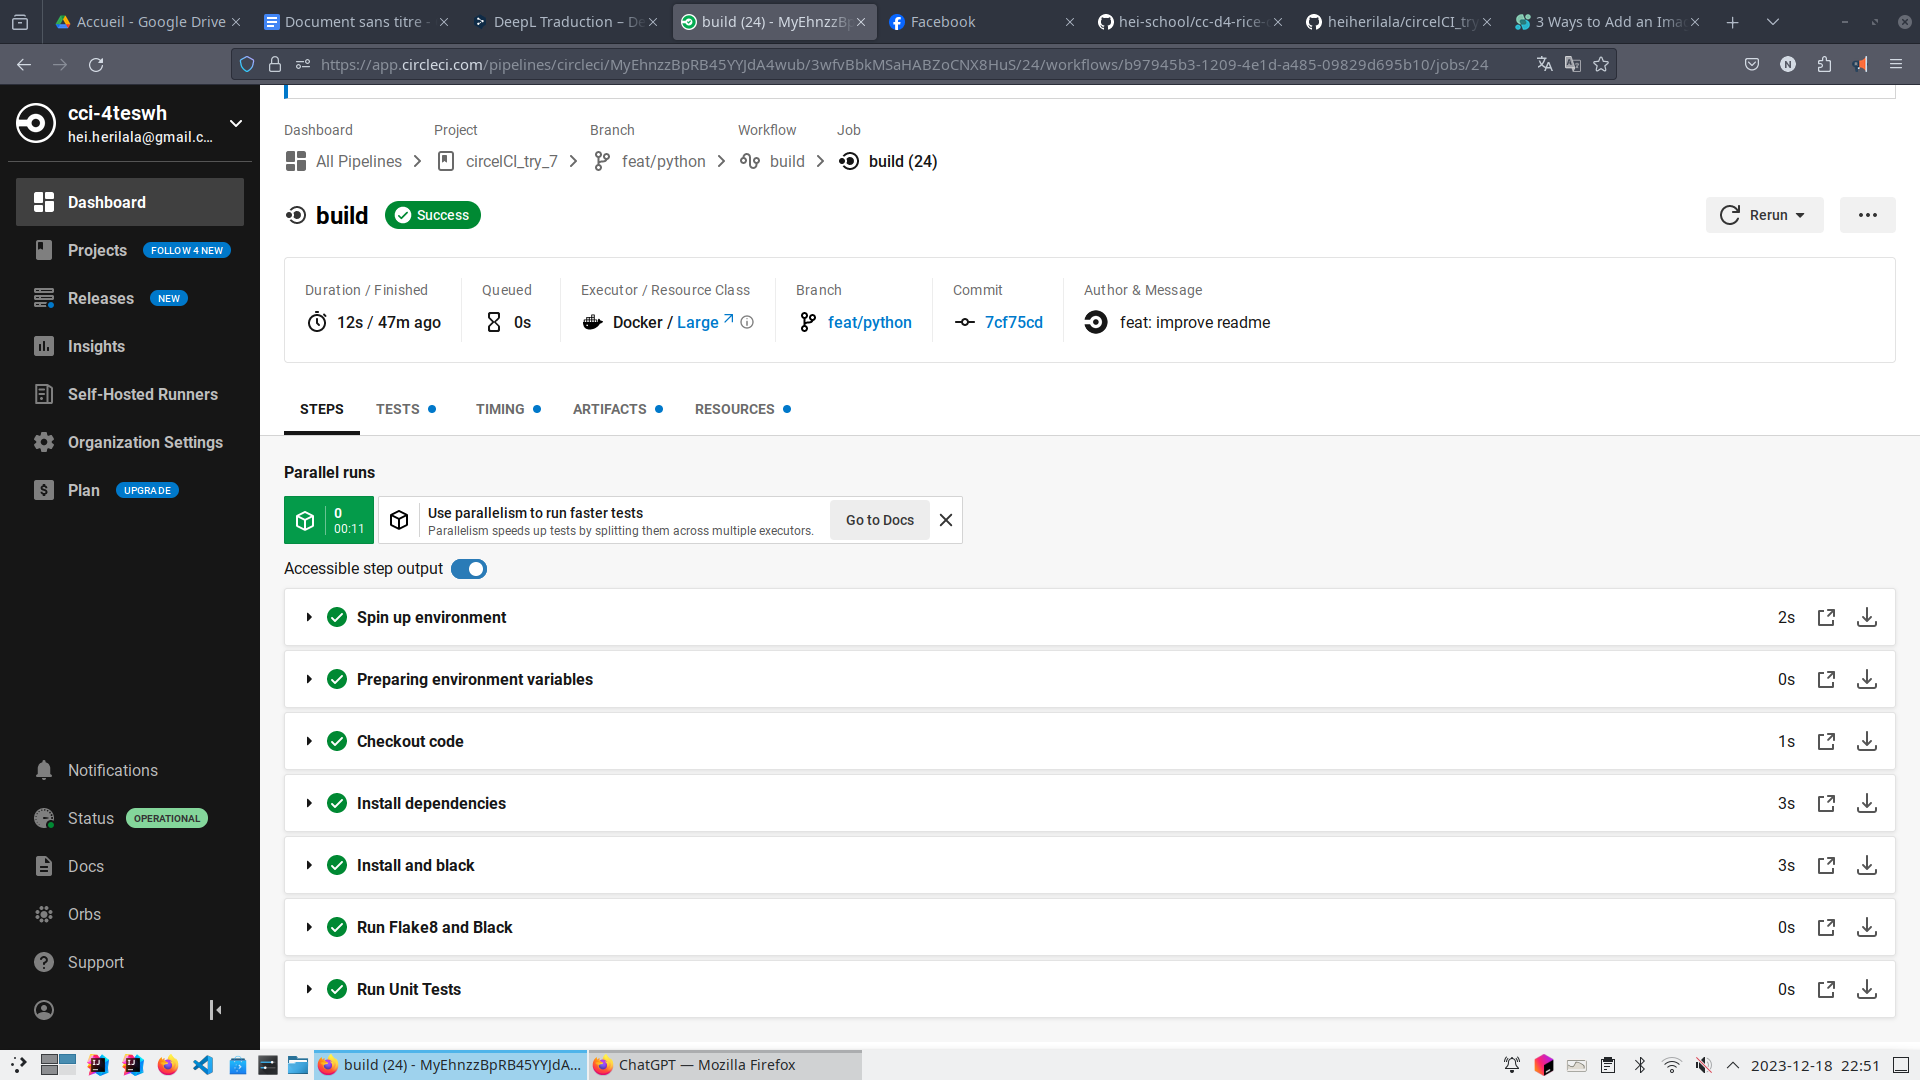 Accueil - Google Drive
Document sans titre -
DeepL Traduction – De
build (24) - MyEhnzzBp
Facebook
hei-school/cc-d4-rice-
heiherilala/circelCI_try
3 Ways to Add an Ima
https://app.circleci.com/pipelines/circleci/MyEhnzzBpRB45YYJdA4wub/3wfvBbkMSaHABZoCNX8HuS/24/workflows/b97945b3-1209-4e1d-a485-09829d695b10/jobs/24
N
cci-4teswh
hei.herilala@gmail.c...
Dashboard
Projects FOLLOW 4 NEW
Releases NEW
Insights
Self-Hosted Runners
Organization Settings
Plan UPGRADE
Notifications
Status OPERATIONAL
Docs
Orbs
Support
Dashboard Project Branch Workflow Job
All Pipelines circelCI_try_7 feat/python build build (24)
build Success
Rerun
Duration / Finished Queued Executor / Resource Class Branch Commit Author & Message
12s / 47m ago 0s Docker / Large feat/python 7cf75cd feat: improve readme
STEPS TESTS TIMING ARTIFACTS RESOURCES
Parallel runs
0
00:11
Use parallelism to run faster tests
Parallelism speeds up tests by splitting them across multiple executors.
Go to Docs
Accessible step output
Spin up environment 2s
Preparing environment variables 0s
Checkout code 1s
Install dependencies 3s
Install and black 3s
Run Flake8 and Black 0s
Run Unit Tests 0s
build (24) - MyEhnzzBpRB45YYJdA...
ChatGPT — Mozilla Firefox
2023-12-18 22:51